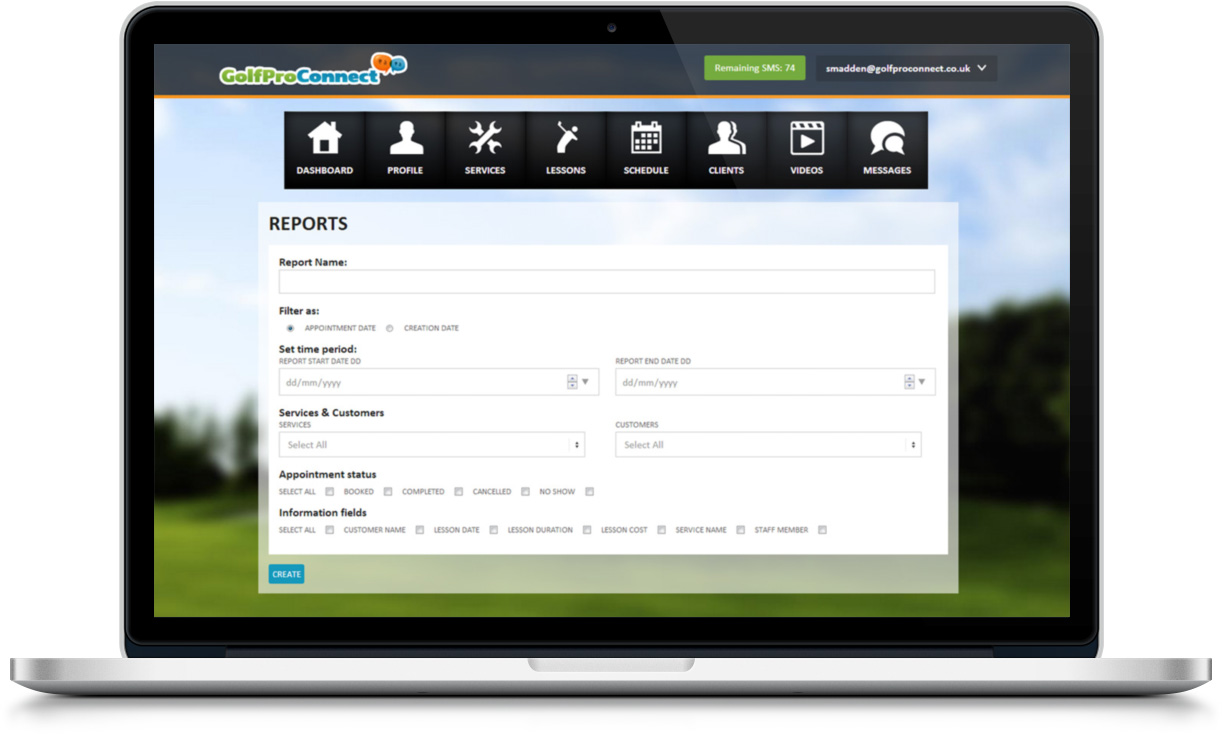 GolfProConnect
Remaining SMS: 74
smadden@golfproconnect.co.uk
DASHBOARD PROFILE SERVICES LESSONS SCHEDULE CLIENTS VIDEOS MESSAGES
REPORTS
Report Name:
Filter as:
APPOINTMENT DATE CREATION DATE
Set time period:
REPORT START DATE DD REPORT END DATE DD
dd/mm/yyyy dd/mm/yyyy
Services & Customers
SERVICES CUSTOMERS
Select All Select All
Appointment status
SELECT ALL BOOKED COMPLETED CANCELLED NO SHOW
Information fields
SELECT ALL CUSTOMER NAME LESSON DATE LESSON DURATION LESSON COST SERVICE NAME STAFF MEMBER
CREATE